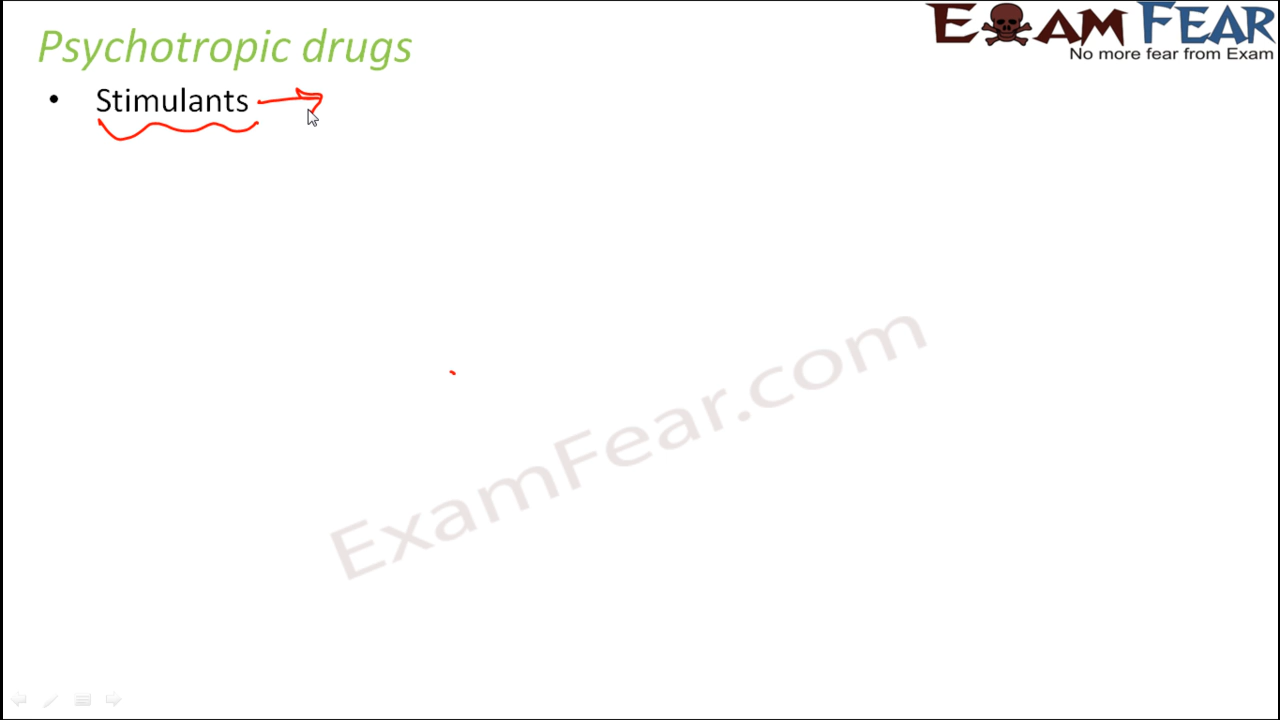 Psychotropic drugs
EXAM FEAR
No more fear from Exam
• Stimulants
ExamFear.com